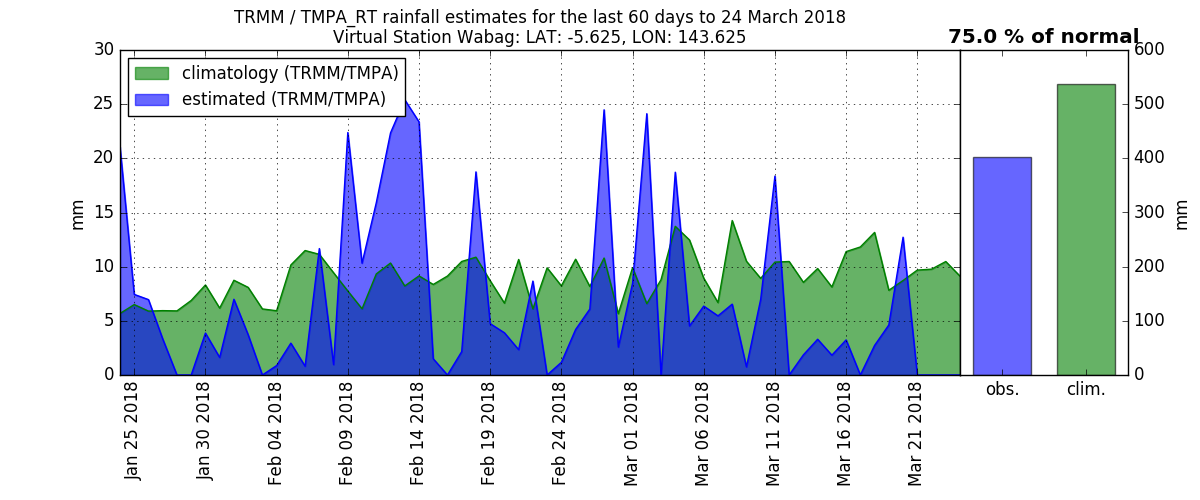 TRMM / TMPA_RT rainfall estimates for the last 60 days to 24 March 2018
Virtual Station Wabag: LAT: -5.625, LON: 143.625
75.0 % of normal
climatology (TRMM/TMPA)
estimated (TRMM/TMPA)
30
25
20
15
10
5
0
mm
600
500
400
300
200
100
0
mm
Jan 25 2018
Jan 30 2018
Feb 04 2018
Feb 09 2018
Feb 14 2018
Feb 19 2018
Feb 24 2018
Mar 01 2018
Mar 06 2018
Mar 11 2018
Mar 16 2018
Mar 21 2018
obs.
clim.